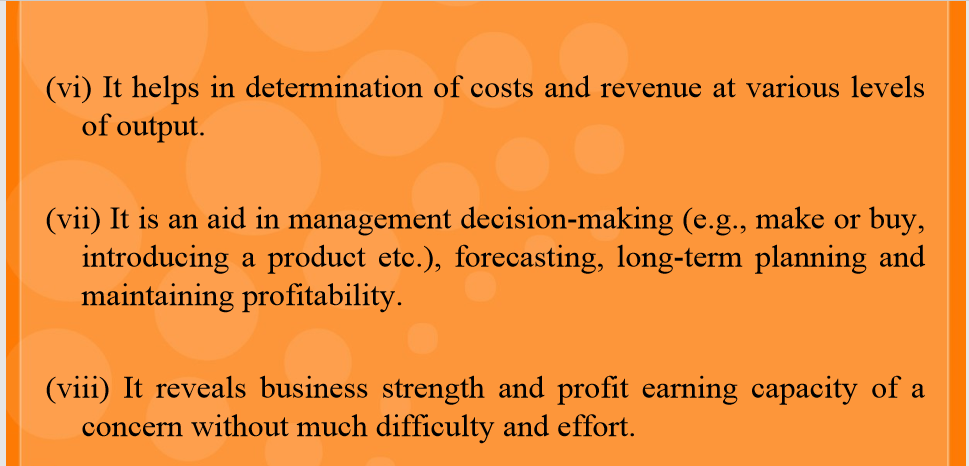 (vi) It helps in determination of costs and revenue at various levels
of output.
(vii) It is an aid in management decision-making (e.g., make or buy,
introducing a product etc.), forecasting, long-term planning and
maintaining profitability.
(viii) It reveals business strength and profit earning capacity of a
concern without much difficulty and effort.